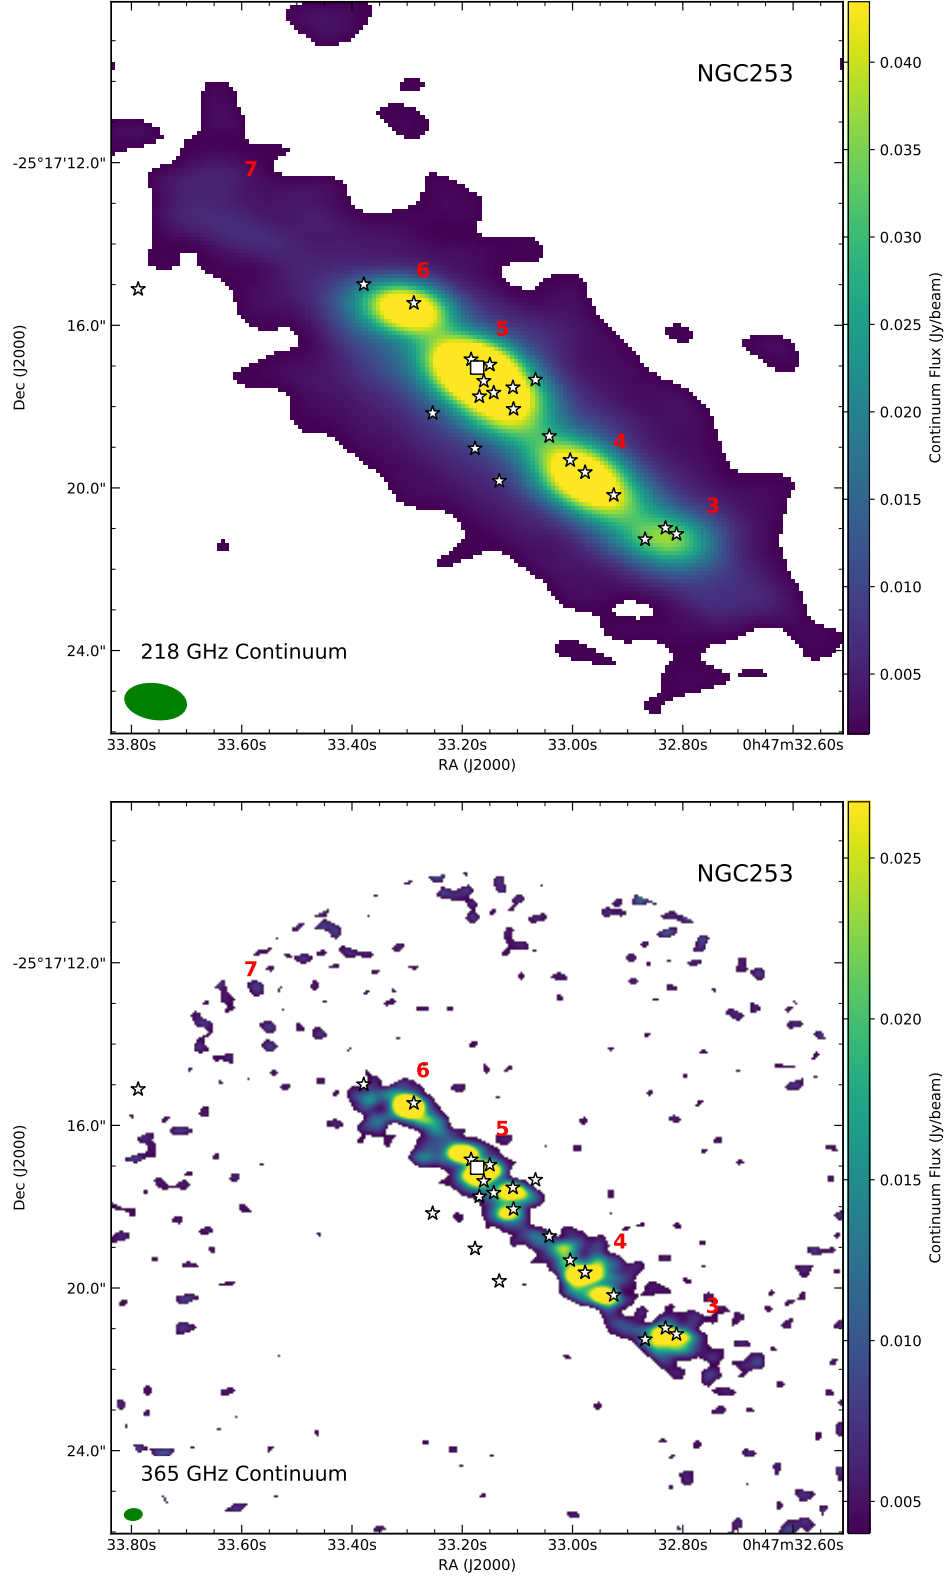 NGC253
7
6
5
4
3
218 GHz Continuum
-25°17'12.0"
16.0"
20.0"
24.0"
Dec (J2000)
33.80s 33.60s 33.40s 33.20s 33.00s 32.80s 0h47m32.60s
RA (J2000)
0.040
0.035
0.030
0.025
0.020
0.015
0.010
0.005
Continuum Flux (Jy/beam)
NGC253
7
6
5
4
3
365 GHz Continuum
-25°17'12.0"
16.0"
20.0"
24.0"
Dec (J2000)
33.80s 33.60s 33.40s 33.20s 33.00s 32.80s 0h47m32.60s
RA (J2000)
0.025
0.020
0.015
0.010
0.005
Continuum Flux (Jy/beam)